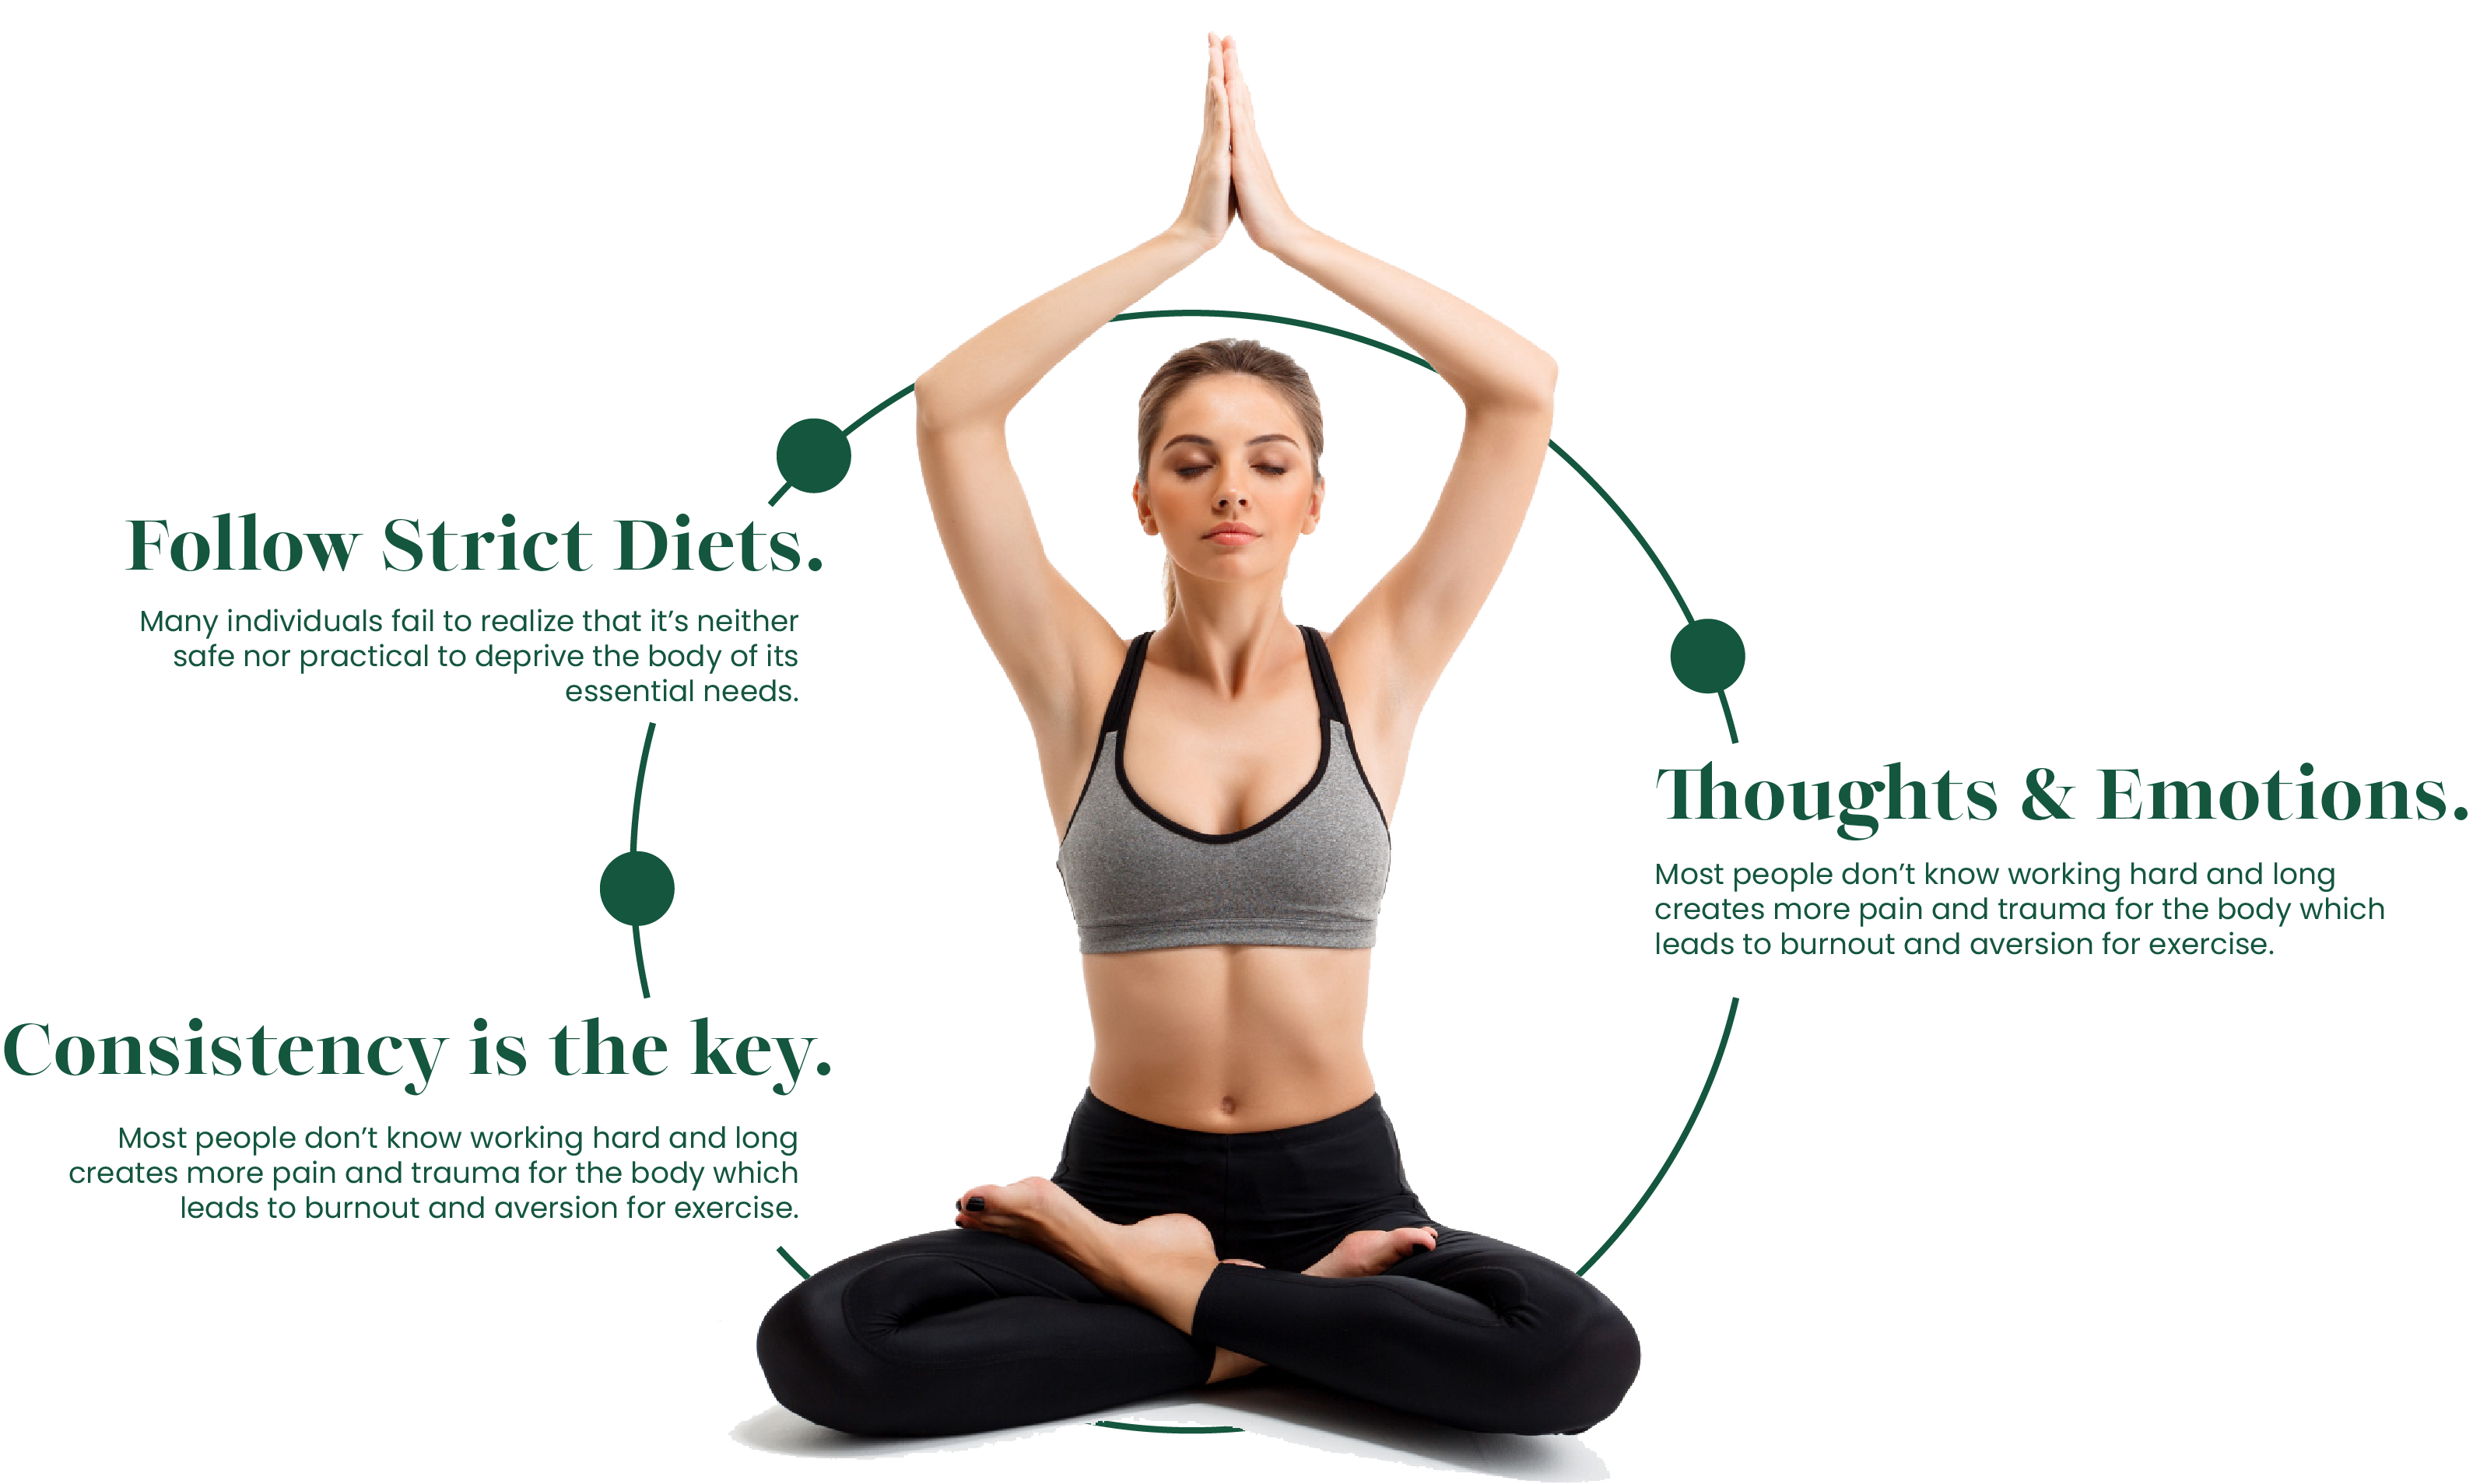 Follow Strict Diets.
Many individuals fail to realize that it’s neither
safe nor practical to deprive the body of its
essential needs.
Thoughts & Emotions.
Most people don’t know working hard and long
creates more pain and trauma for the body which
leads to burnout and aversion for exercise.
Consistency is the key.
Most people don’t know working hard and long
creates more pain and trauma for the body which
leads to burnout and aversion for exercise.